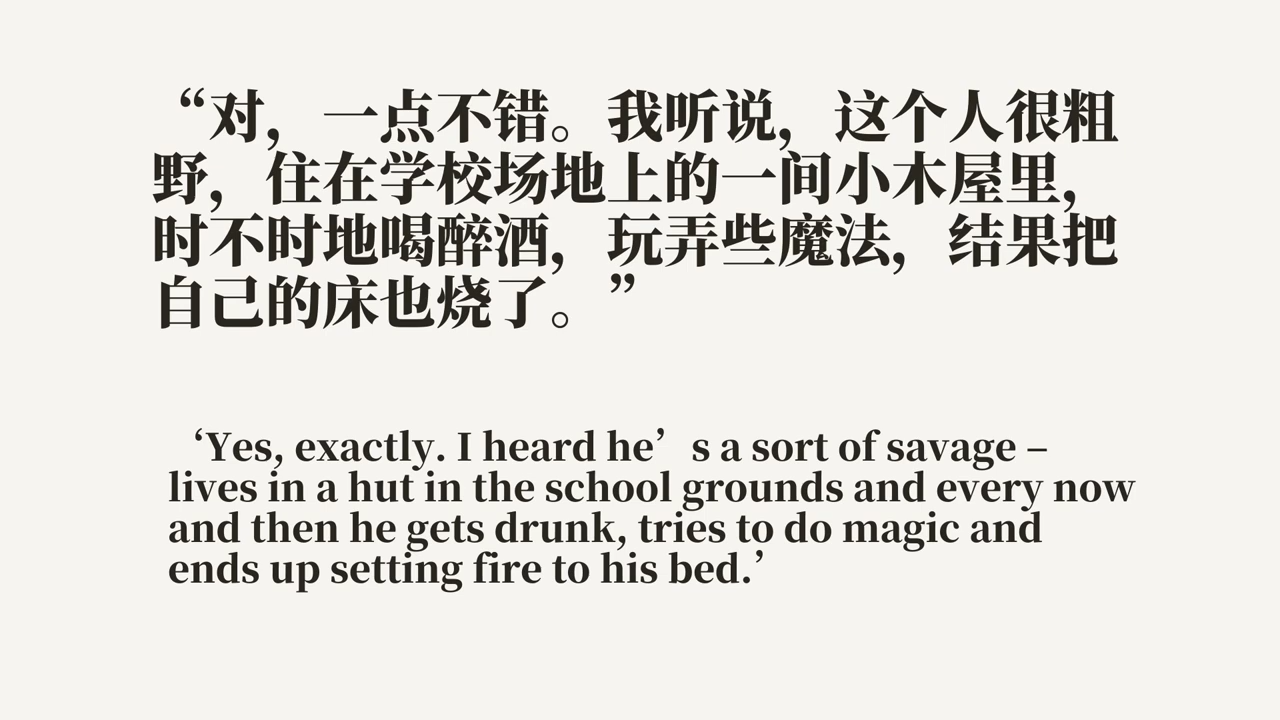 “对，一点不错。我听说，这个人很粗
野，住在学校场地上的一间小木屋里，
时不时地喝醉酒，玩弄些魔法，结果把
自己的床也烧了。”
‘Yes, exactly. I heard he’s a sort of savage –
lives in a hut in the school grounds and every now
and then he gets drunk, tries to do magic and
ends up setting fire to his bed.’